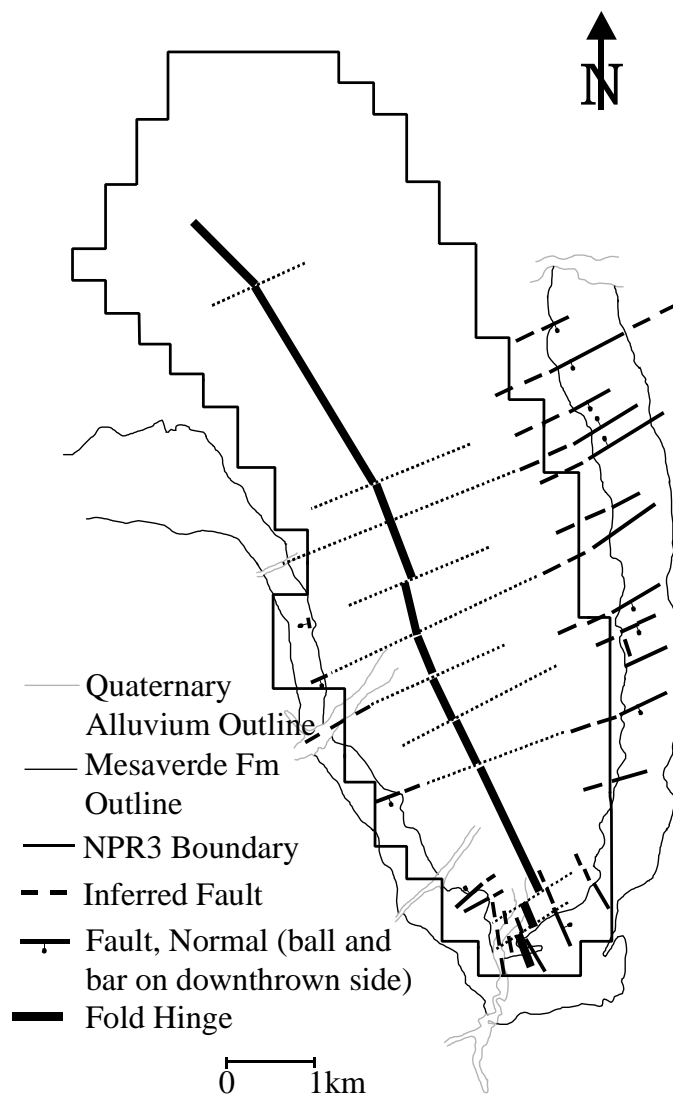 N
Quaternary
Alluvium Outline
Mesaverde Fm
Outline
NPR3 Boundary
Inferred Fault
Fault, Normal (ball and
bar on downthrown side)
Fold Hinge
0 1km